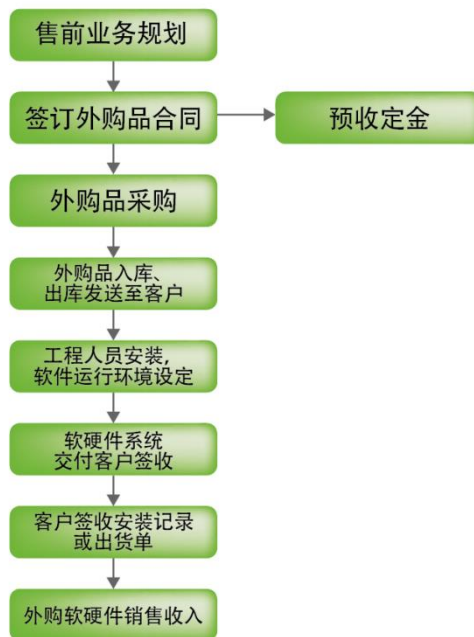 售前业务规划
签订外购品合同
预收定金
外购品采购
外购品入库、
出库发送至客户
工程人员安装,
软件运行环境设定
软硬件系统
交付客户签收
客户签收安装记录
或出货单
外购软硬件销售收入